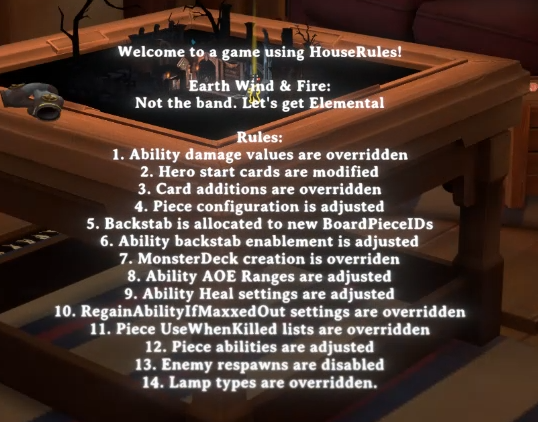 Welcome to a game using HouseRules!
Earth Wind & Fire:
Not the band. Let's get Elemental
Rules:
1. Ability damage values are overridden
2. Hero start cards are modified
3. Card additions are overridden
4. Piece configuration is adjusted
5. Backstab is allocated to new BoardPieceIDs
6. Ability backstab enablement is adjusted
7. MonsterDeck creation is overriden
8. Ability AOE Ranges are adjusted
9. Ability Heal settings are adjusted
10. RegainAbilityIfMaxxedOut settings are overridden
11. Piece UseWhenKilled lists are overridden
12. Piece abilities are adjusted
13. Enemy respawns are disabled
14. Lamp types are overridden.